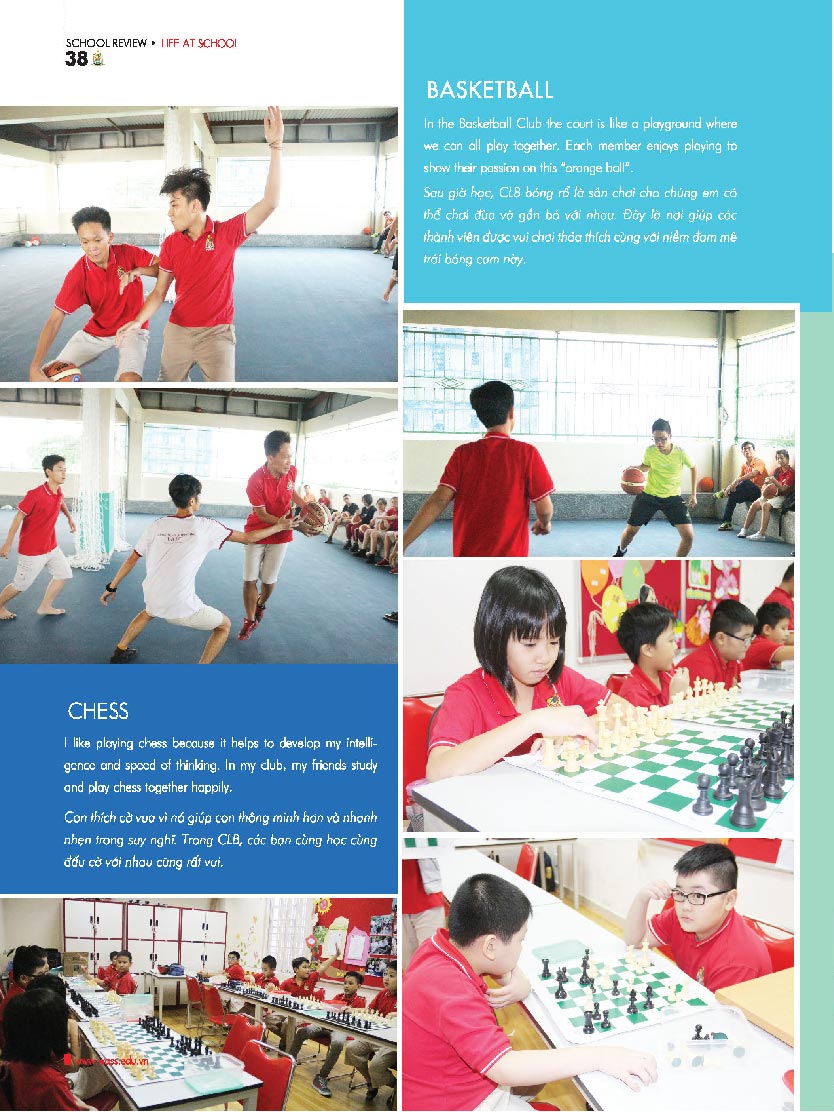 SCHOOL REVIEW • LIFE AT SCHOOL
38
BASKETBALL
In the Basketball Club the court is like a playground where
we can all play together. Each member enjoys playing to
show their passion on this “orange ball”.
Sau giờ học, CLB bóng rổ là sân chơi cho chúng em có
thể chơi đùa và gắn bó với nhau. Đây là nơi giúp các
thành viên được vui chơi thỏa thích cùng với niềm đam mê
trái bóng cam này.
CHESS
I like playing chess because it helps to develop my intelli-
gence and speed of thinking. In my club, my friends study
and play chess together happily.
Con thích cờ vua vì nó giúp con thông minh hơn và nhanh
nhẹn trong suy nghĩ. Trong CLB, các bạn cùng học cùng
đấu cờ với nhau cũng rất vui.